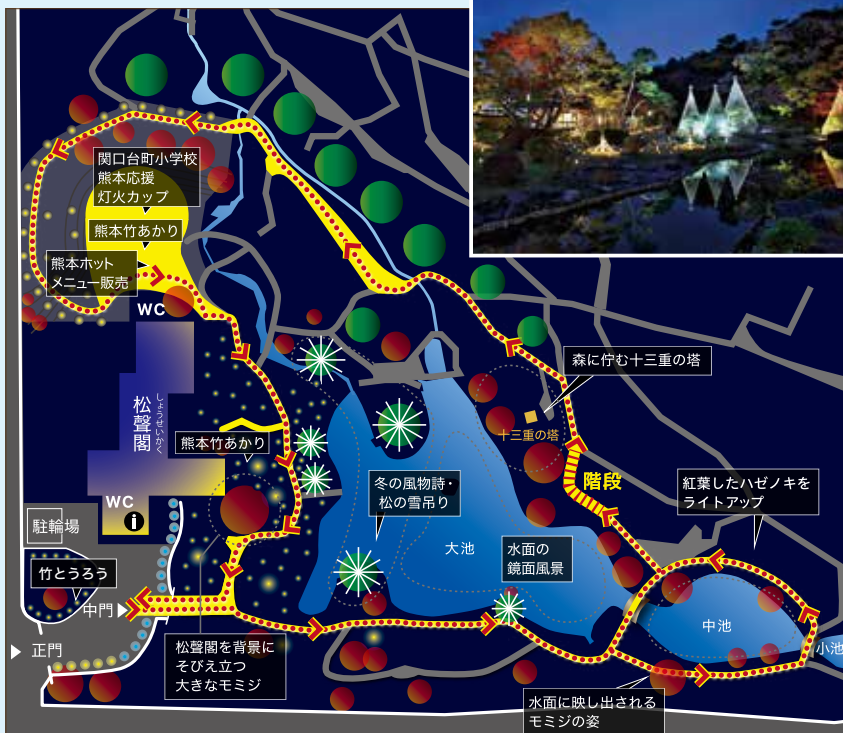 関口台町小学校
熊本応援
灯火カップ
熊本竹あかり
熊本ホット
メニュー販売
WC
松聲閣
しょうせいかく
熊本竹あかり
WC
i
駐輪場
竹とうろう
中門
正門
松聲閣を背景に
そびえ立つ
大きなモミジ
冬の風物詩・
松の雪吊り
大池
水面の
鏡面風景
森に佇む十三重の塔
十三重の塔
階段
紅葉したハゼノキを
ライトアップ
中池
小池
水面に映し出される
モミジの姿